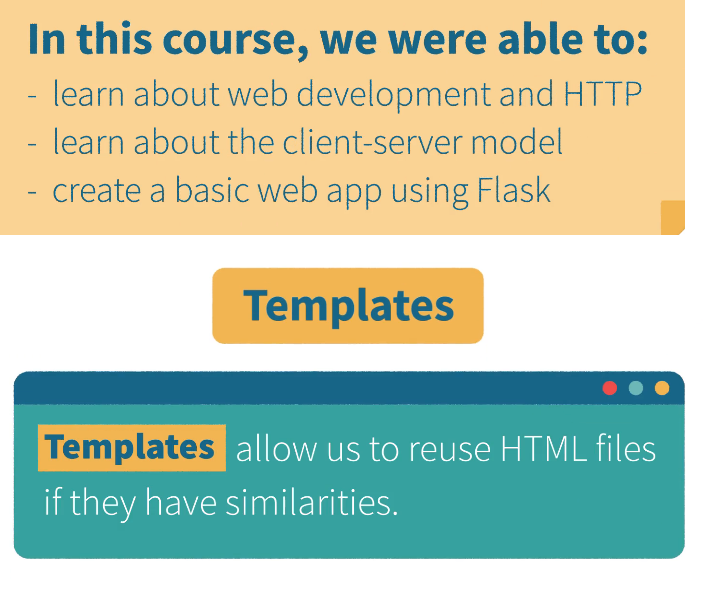 In this course, we were able to:
- learn about web development and HTTP
- learn about the client-server model
- create a basic web app using Flask
Templates
Templates allow us to reuse HTML files
if they have similarities.